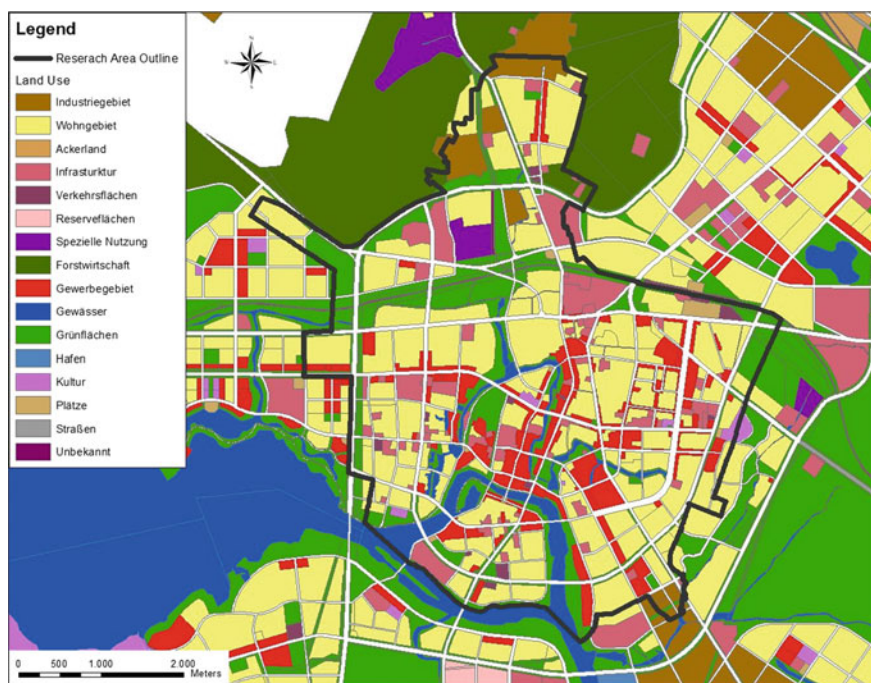 Legend
Reserach Area Outline
Land Use
Industriegebiet
Wohngebiet
Ackerland
Infrasturktur
Verkehrsflächen
Reserveflächen
Spezielle Nutzung
Forstwirtschaft
Gewerbegebiet
Gewässer
Grünflächen
Hafen
Kultur
Plätze
Straßen
Unbekannt
0 500 1.000 2.000
Meters